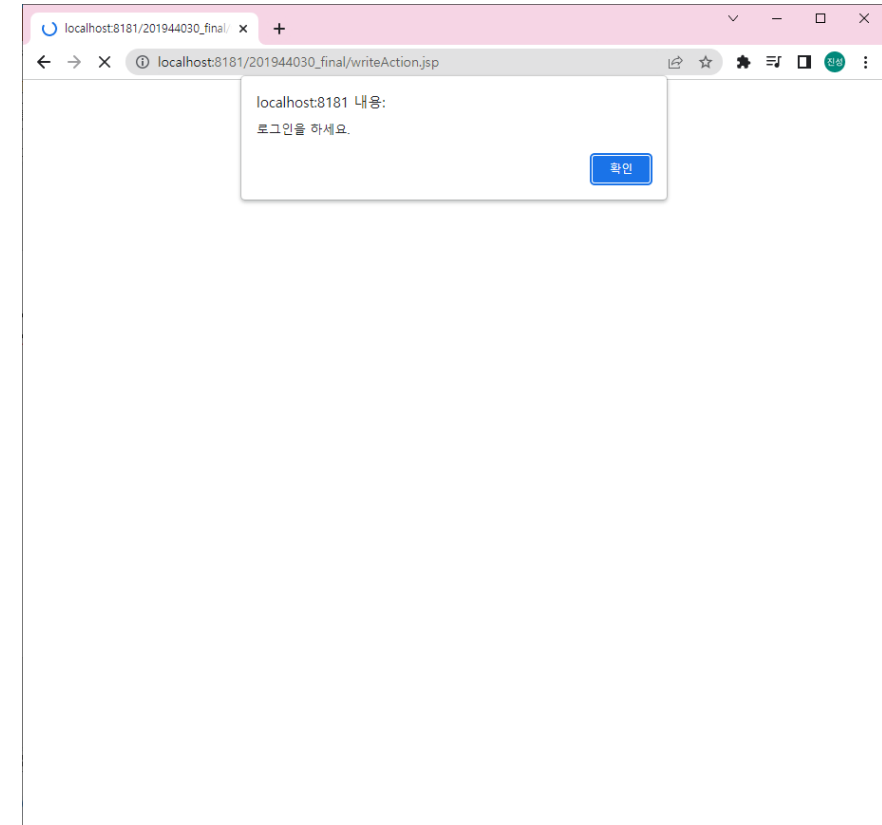 localhost:8181/201944030_final/
localhost:8181/201944030_final/writeAction.jsp
진성
localhost:8181 내용:
로그인을 하세요.
확인